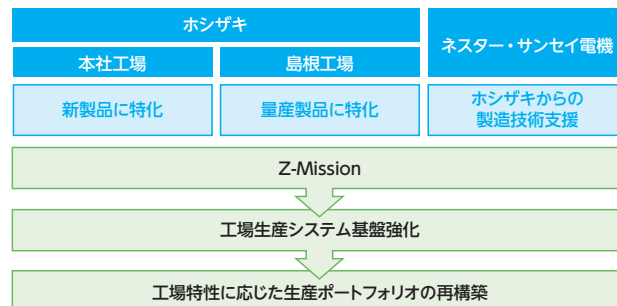 ホシザキ
ネスター・サンセイ電機
本社工場
島根工場
新製品に特化
量産製品に特化
ホシザキからの
製造技術支援
Z-Mission
工場生産システム基盤強化
工場特性に応じた生産ポートフォリオの再構築